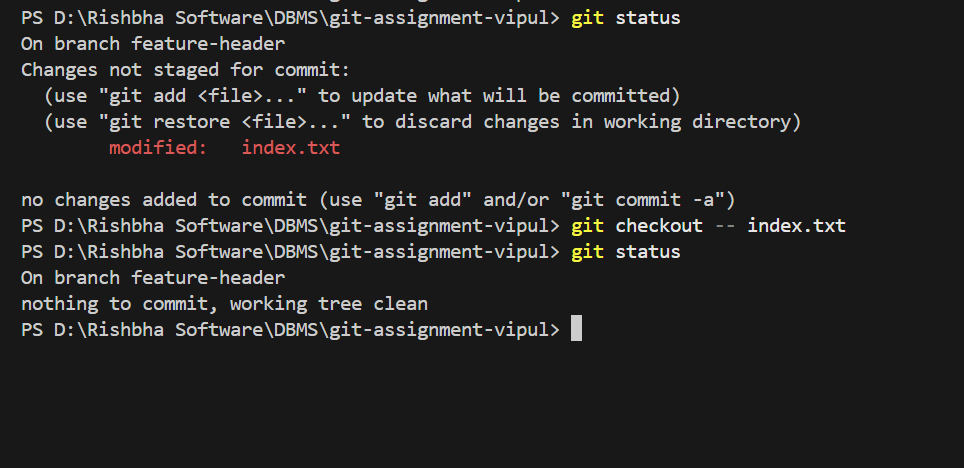 PS D:\Rishbha Software\DBMS\git-assignment-vipul> git status
On branch feature-header
Changes not staged for commit:
  (use "git add <file>..." to update what will be committed)
  (use "git restore <file>..." to discard changes in working directory)
        modified:   index.txt

no changes added to commit (use "git add" and/or "git commit -a")
PS D:\Rishbha Software\DBMS\git-assignment-vipul> git checkout -- index.txt
PS D:\Rishbha Software\DBMS\git-assignment-vipul> git status
On branch feature-header
nothing to commit, working tree clean
PS D:\Rishbha Software\DBMS\git-assignment-vipul>